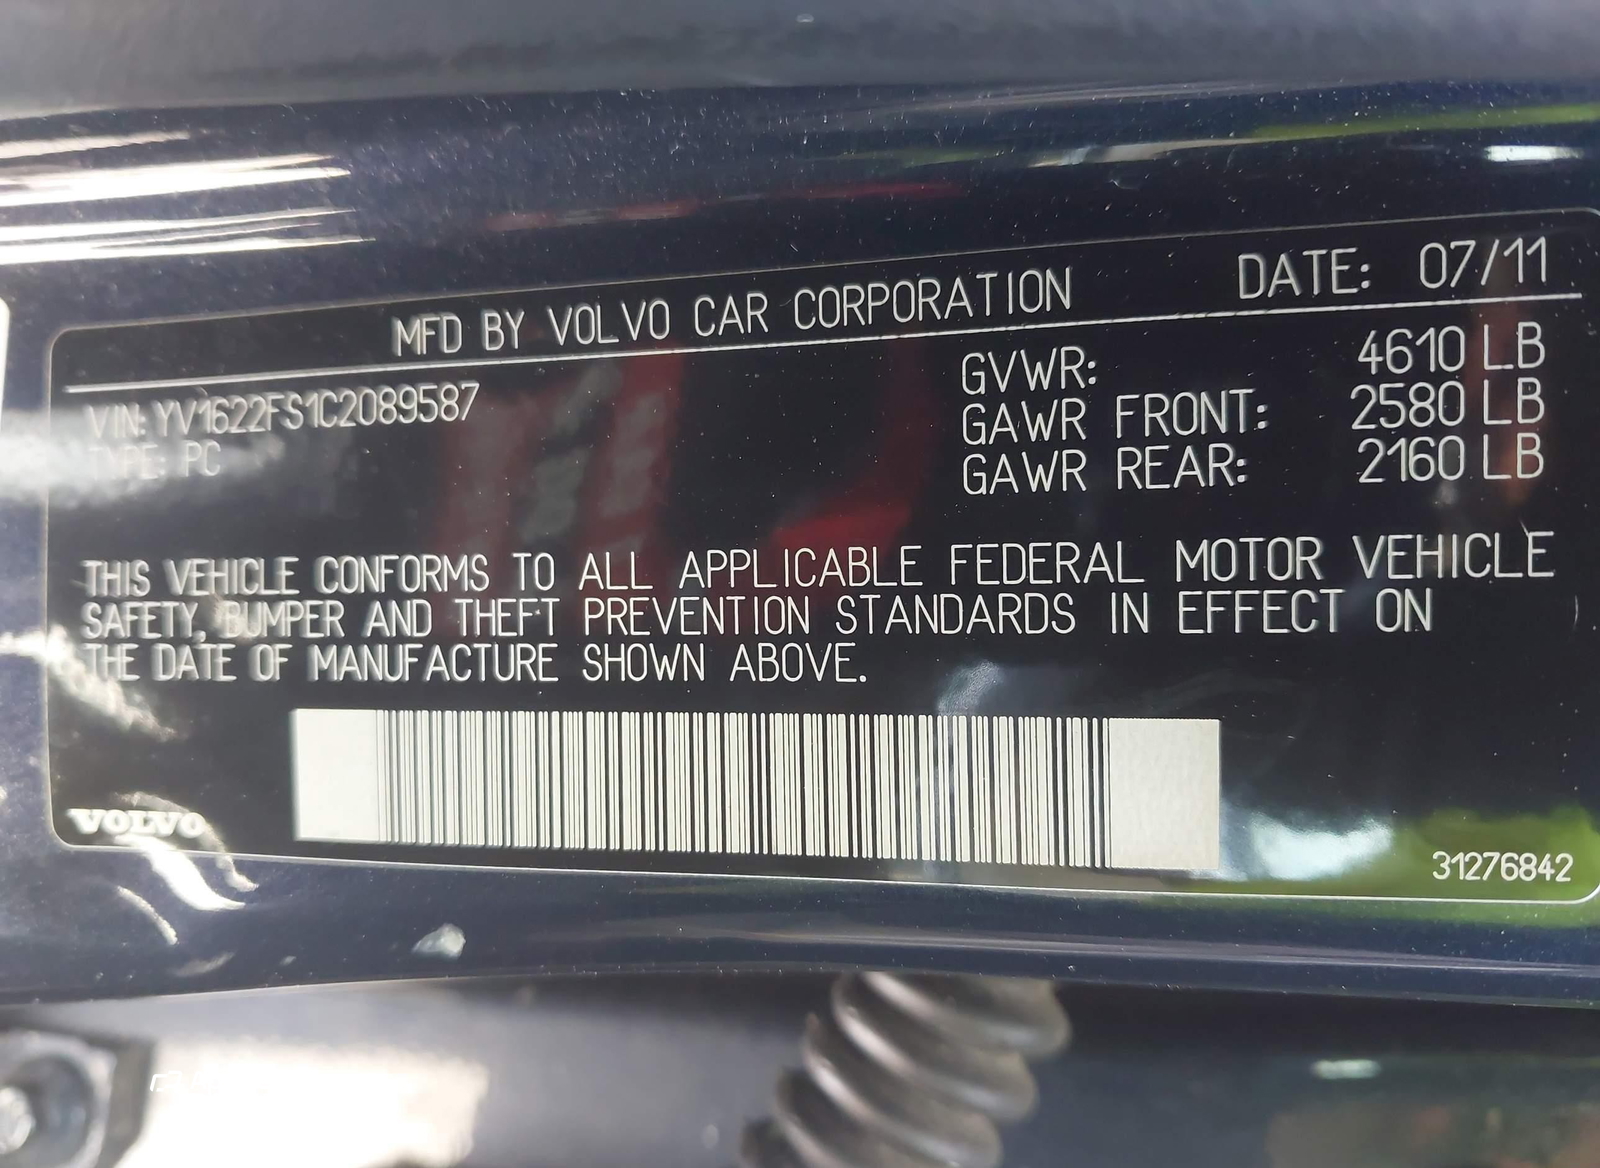 MFD BY VOLVO CAR CORPORATION DATE: 07/11
VIN: YV1622FS1C2089587
TYPE: PC
GVWR: 4610 LB
GAWR FRONT: 2580 LB
GAWR REAR: 2160 LB
THIS VEHICLE CONFORMS TO ALL APPLICABLE FEDERAL MOTOR VEHICLE
SAFETY, BUMPER AND THEFT PREVENTION STANDARDS IN EFFECT ON
THE DATE OF MANUFACTURE SHOWN ABOVE.
VOLVO
31276842